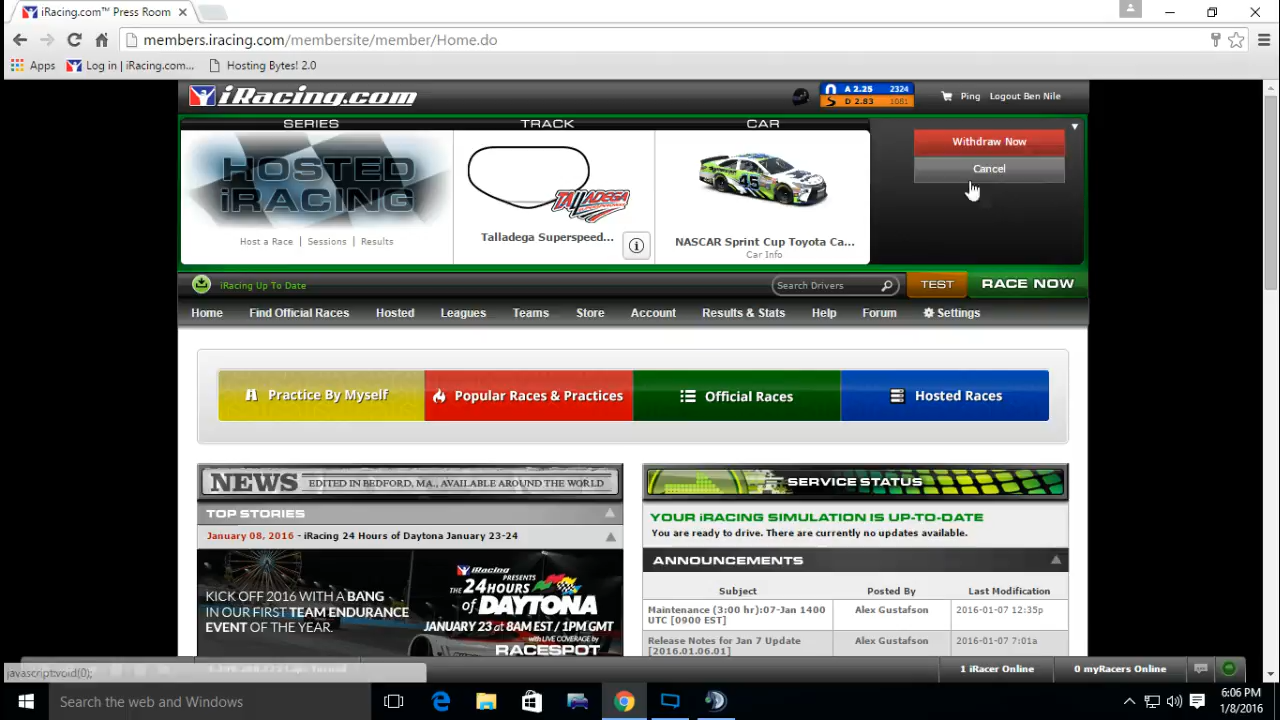 iRacing.com™ Press Room
members.iracing.com/membersite/member/Home.do
Apps
Log in | iRacing.com...
Hosting Bytes! 2.0
iRacing.com
A 2.25 2324
D 2.83 1081
Ping
Logout Ben Nile
SERIES
TRACK
CAR
HOSTED
iRACING
Host a Race | Sessions | Results
TALLADEGA
Talladega Superspeed...
45
NASCAR Sprint Cup Toyota Ca...
Car Info
Withdraw Now
Cancel
iRacing Up To Date
Search Drivers
TEST
RACE NOW
Home
Find Official Races
Hosted
Leagues
Teams
Store
Account
Results & Stats
Help
Forum
Settings
Practice By Myself
Popular Races & Practices
Official Races
Hosted Races
NEWS EDITED IN BEDFORD, MA., AVAILABLE AROUND THE WORLD
TOP STORIES
January 08, 2016 - iRacing 24 Hours of Daytona January 23-24
KICK OFF 2016 WITH A BANG
IN OUR FIRST TEAM ENDURANCE
EVENT OF THE YEAR.
iRacing
PRESENTS
THE 24 HOURS
of DAYTONA
JANUARY 23 at 8AM EST / 1PM GMT
with LIVE COVERAGE by
RACESPOT
SERVICE STATUS
YOUR iRACING SIMULATION IS UP-TO-DATE
You are ready to drive. There are currently no updates available.
ANNOUNCEMENTS
Subject
Posted By
Last Modification
Maintenance (3:00 hr):07-Jan 1400
UTC [0900 EST]
Alex Gustafson
2016-01-07 12:35p
Release Notes for Jan 7 Update
[2016.01.06.01]
Alex Gustafson
2016-01-07 7:01a
javascript:void(0);
1 iRacer Online
0 myRacers Online
Search the web and Windows
6:06 PM
1/8/2016